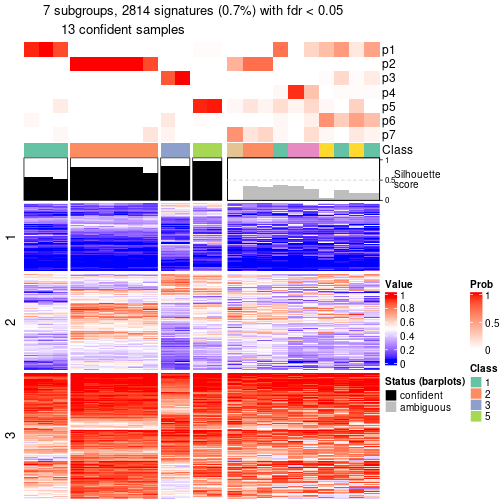 7 subgroups, 2814 signatures (0.7%) with fdr < 0.05
13 confident samples
p1
p2
p3
p4
p5
p6
p7
Class
1
0.5
0
Silhouette
score
1
2
3
Value
1
0.8
0.6
0.4
0.2
0
Prob
1
0.5
0
Status (barplots)
confident
ambiguous
Class
1
2
3
5